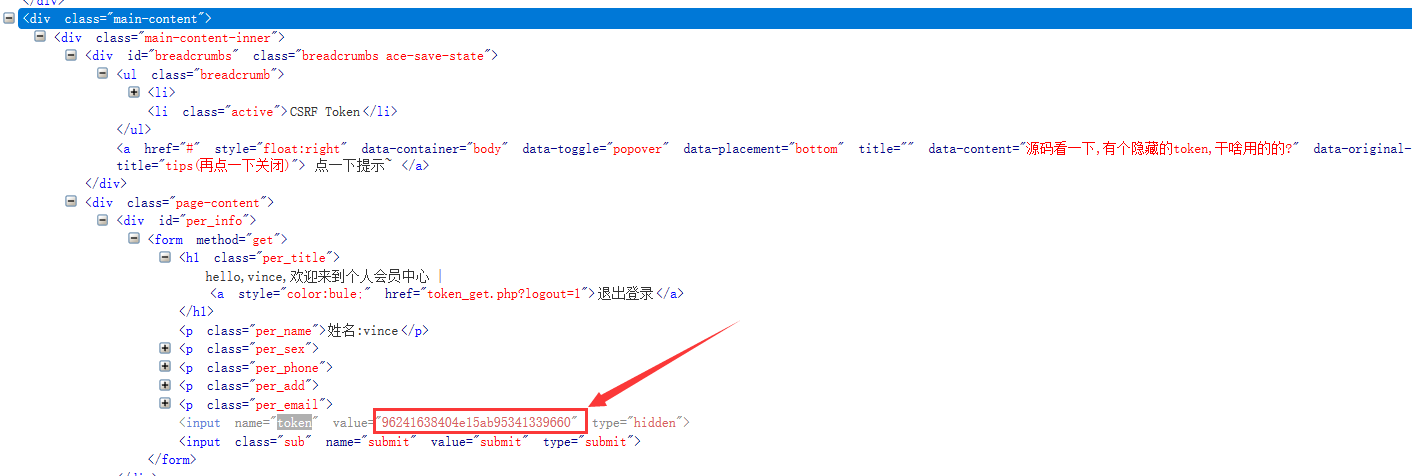 </div>
<div class="main-content">
<div class="main-content-inner">
<div id="breadcrumbs" class="breadcrumbs ace-save-state">
<ul class="breadcrumb">
<li>
<li class="active">CSRF Token</li>
</ul>
<a href="#" style="float:right" data-container="body" data-toggle="popover" data-placement="bottom" title="" data-content="源码看一下,有个隐藏的token,干啥用的的?" data-original-
title="tips(再点一下关闭)"> 点一下提示~ </a>
</div>
<div class="page-content">
<div id="per_info">
<form method="get">
<h1 class="per_title">
hello,vince,欢迎来到个人会员中心 |
<a style="color:bule;" href="token_get.php?logout=1">退出登录</a>
</h1>
<p class="per_name">姓名:vince</p>
<p class="per_sex">
<p class="per_phone">
<p class="per_add">
<p class="per_email">
<input name="token" value="96241638404e15ab95341339660" type="hidden">
<input class="sub" name="submit" value="submit" type="submit">
</form>